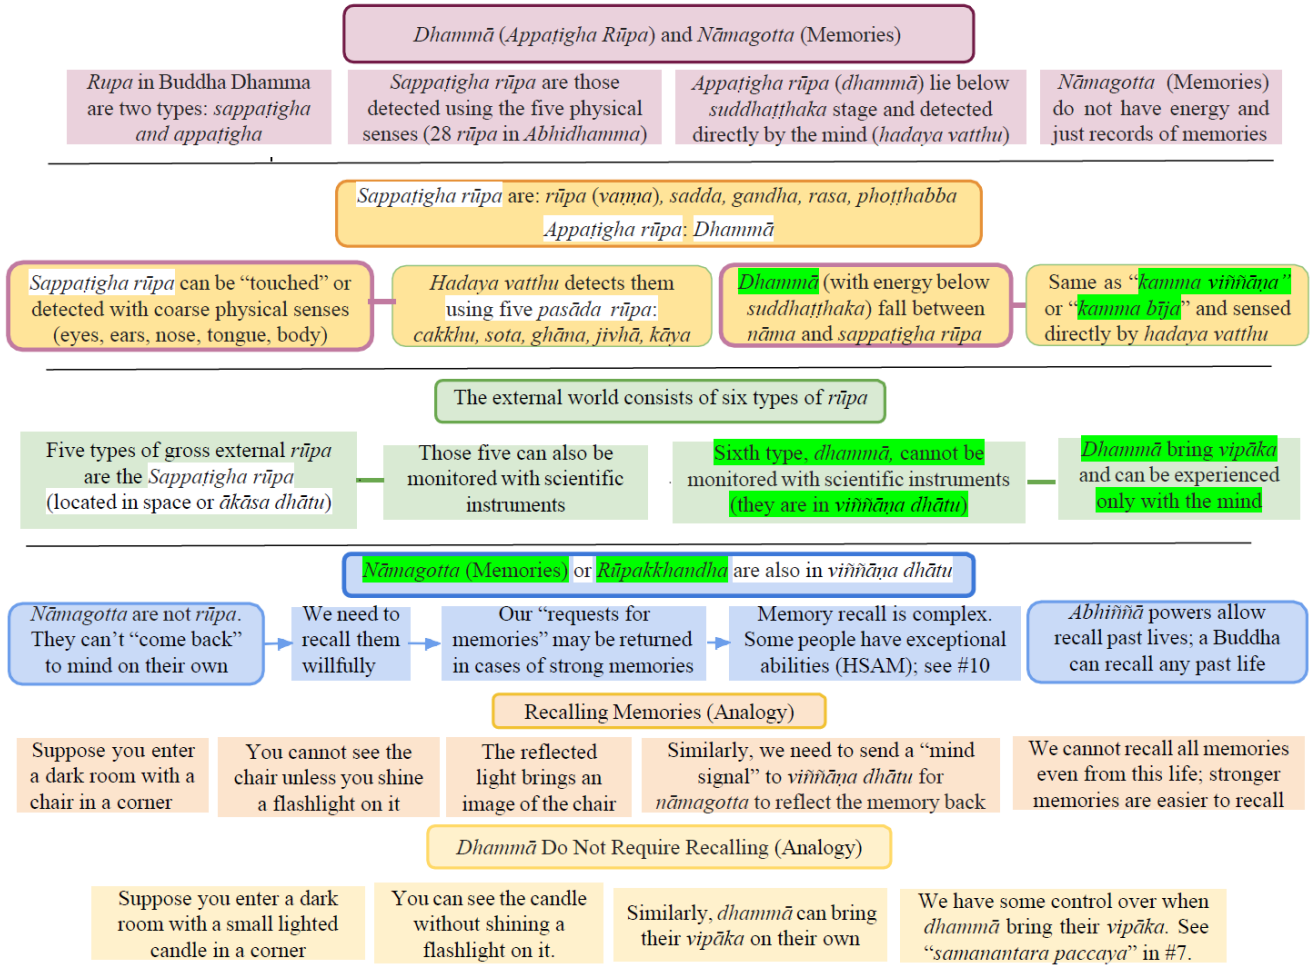 Dhammā (Appaṭigha Rūpa) and Nāmagotta (Memories)
Rupa in Buddha Dhamma
are two types: sappaṭigha
and appaṭigha
Sappaṭigha rūpa are those
detected using the five physical
senses (28 rūpa in Abhidhamma)
Appaṭigha rūpa (dhammā) lie below
suddhaṭṭhaka stage and detected
directly by the mind (hadaya vatthu)
Nāmagotta (Memories)
do not have energy and
just records of memories
Sappaṭigha rūpa are: rūpa (vaṇṇa), sadda, gandha, rasa, phoṭṭhabba
Appaṭigha rūpa: Dhammā
Sappaṭigha rūpa can be “touched” or
detected with coarse physical senses
(eyes, ears, nose, tongue, body)
Hadaya vatthu detects them
using five pasāda rūpa:
cakkhu, sota, ghāna, jivhā, kāya
Dhammā (with energy below
suddhaṭṭhaka) fall between
nāma and sappaṭigha rūpa
Same as “kamma viññāṇa”
or “kamma bīja” and sensed
directly by hadaya vatthu
The external world consists of six types of rūpa
Five types of gross external rūpa
are the Sappaṭigha rūpa
(located in space or ākāsa dhātu)
Those five can also be
monitored with scientific
instruments
Sixth type, dhammā, cannot be
monitored with scientific instruments
(they are in viññāṇa dhātu)
Dhammā bring vipāka
and can be experienced
only with the mind
Nāmagotta (Memories) or Rūpakkhandha are also in viññāṇa dhātu
Nāmagotta are not rūpa.
They can’t “come back”
to mind on their own
We need to
recall them
willfully
Our “requests for
memories” may be returned
in cases of strong memories
Memory recall is complex.
Some people have exceptional
abilities (HSAM); see #10
Abhiññā powers allow
recall past lives; a Buddha
can recall any past life
Recalling Memories (Analogy)
Suppose you enter
a dark room with a
chair in a corner
You cannot see the
chair unless you shine
a flashlight on it
The reflected
light brings an
image of the chair
Similarly, we need to send a “mind
signal” to viññāṇa dhātu for
nāmagotta to reflect the memory back
We cannot recall all memories
even from this life; stronger
memories are easier to recall
Dhammā Do Not Require Recalling (Analogy)
Suppose you enter a dark
room with a small lighted
candle in a corner
You can see the candle
without shining a
flashlight on it.
Similarly, dhammā can bring
their vipāka on their own
We have some control over when
dhammā bring their vipāka. See
“samanantara paccaya” in #7.